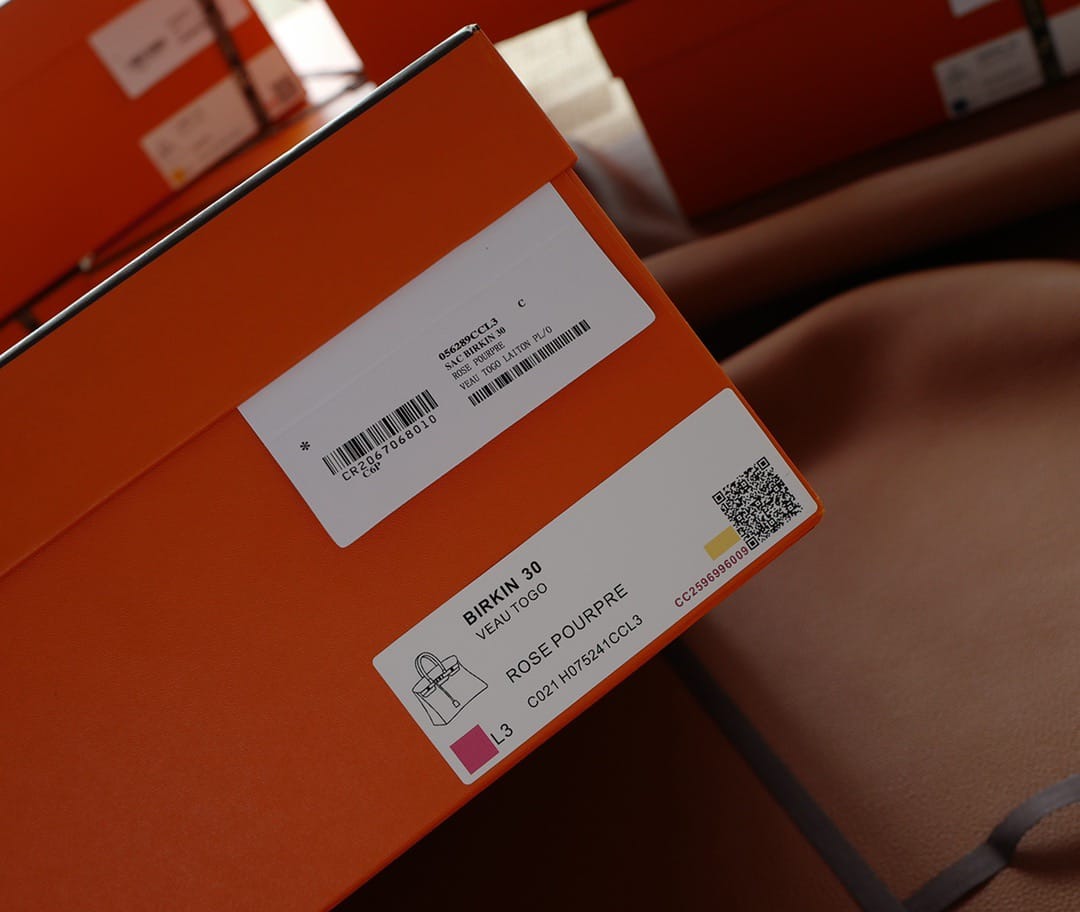 056289CCL3 C
SAC BIRKIN 30
ROSE POURPRE
VEAU TOGO LAITON PL/O
*
CR2067068010
C6P
BIRKIN 30
VEAU TOGO
ROSE POURPRE
C021 H075241CCL3
L3
CC2596996009